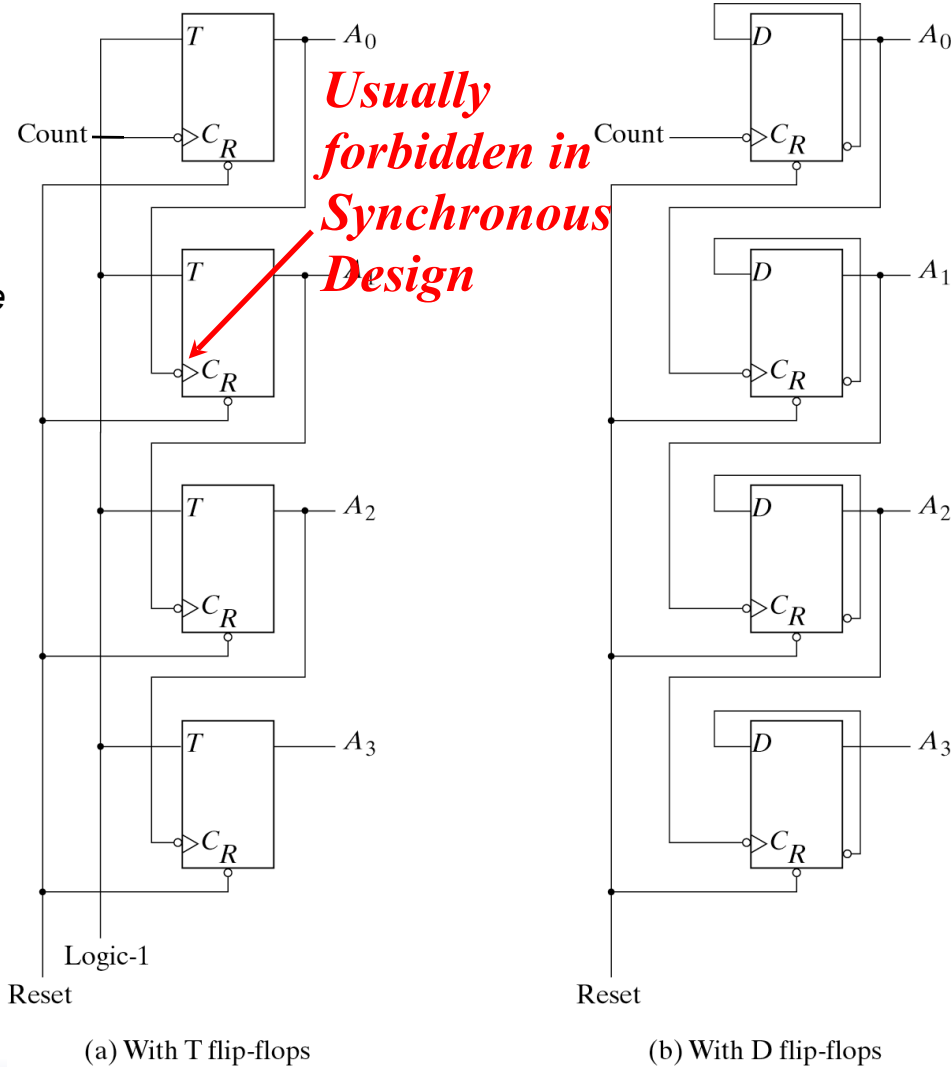 T
A0
Count
C
R
Usually
forbidden in
Synchronous
Design
T
A1
C
R
e
T
A2
C
R
T
A3
C
R
Logic-1
Reset
(a) With T flip-flops
D
A0
Count
C
R
D
A1
C
R
D
A2
C
R
D
A3
C
R
Reset
(b) With D flip-flops